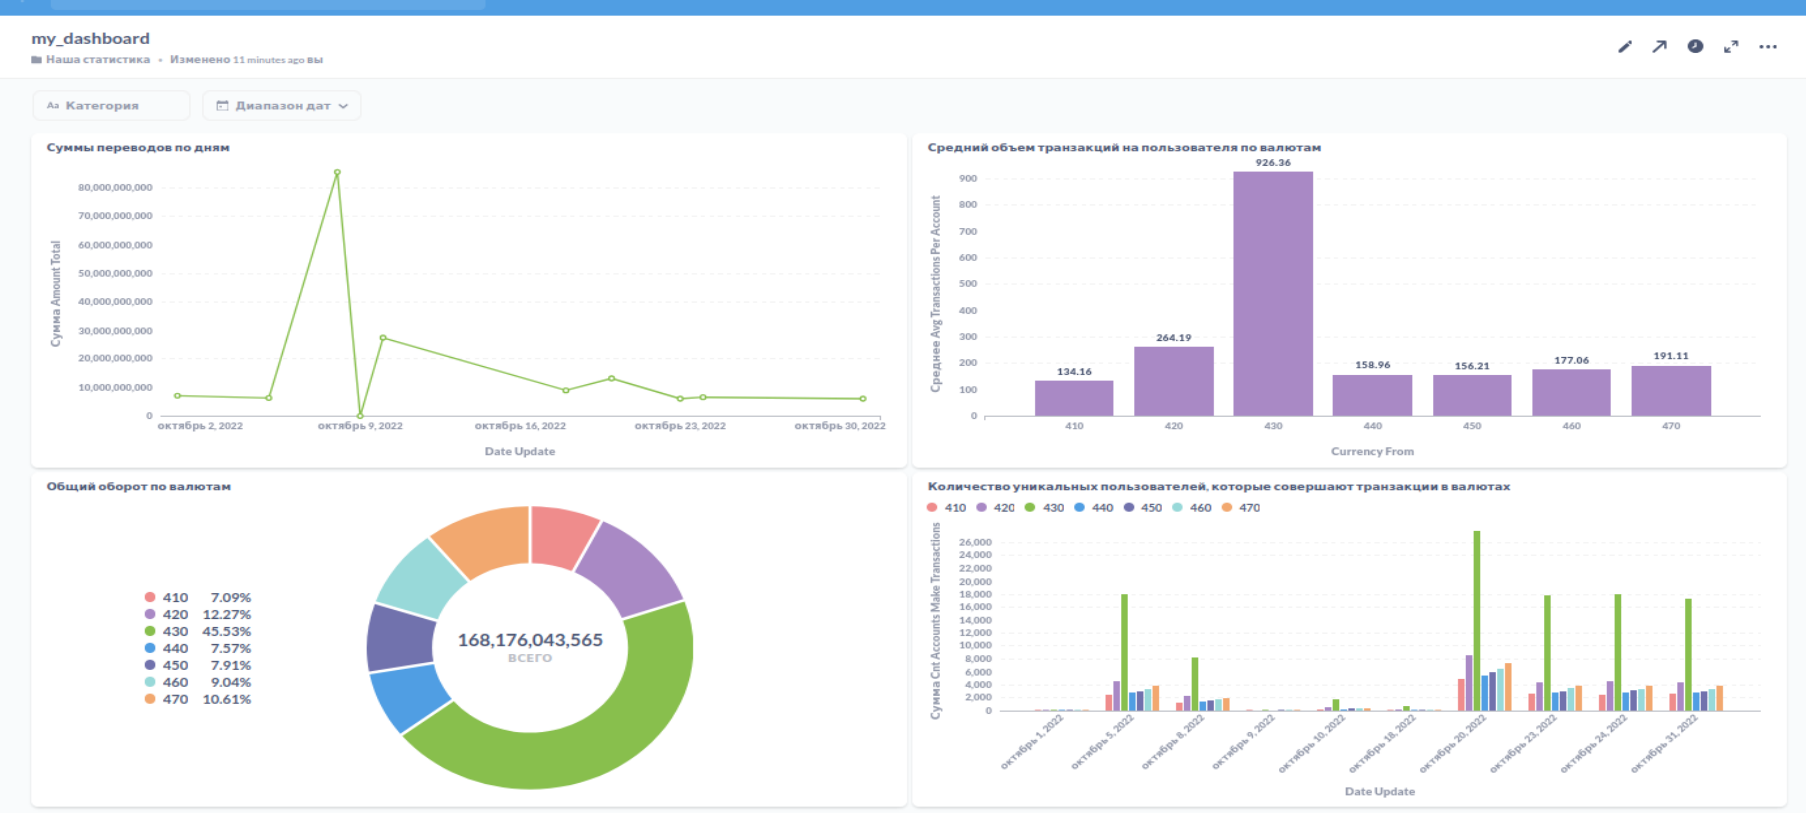 my_dashboard
Наша статистика • Изменено 11 minutes ago вы
Aa Категория
Диапазон дат
Суммы переводов по дням
Сумма Amount Total
80,000,000,000
70,000,000,000
60,000,000,000
50,000,000,000
40,000,000,000
30,000,000,000
20,000,000,000
10,000,000,000
0
октябрь 2, 2022 октябрь 9, 2022 октябрь 16, 2022 октябрь 23, 2022 октябрь 30, 2022
Date Update
Средний объем транзакций на пользователя по валютам
Среднее Avg Transactions Per Account
900
800
700
600
500
400
300
200
100
0
134.16
264.19
926.36
158.96
156.21
177.06
191.11
410 420 430 440 450 460 470
Currency From
Общий оборот по валютам
410 7.09%
420 12.27%
430 45.53%
440 7.57%
450 7.91%
460 9.04%
470 10.61%
168,176,043,565
ВСЕГО
Количество уникальных пользователей, которые совершают транзакции в валютах
410 420 430 440 450 460 470
Сумма Cnt Accounts Make Transactions
26,000
24,000
22,000
20,000
18,000
16,000
14,000
12,000
10,000
8,000
6,000
4,000
2,000
0
октябрь 1, 2022
октябрь 5, 2022
октябрь 8, 2022
октябрь 9, 2022
октябрь 10, 2022
октябрь 18, 2022
октябрь 20, 2022
октябрь 23, 2022
октябрь 24, 2022
октябрь 31, 2022
Date Update